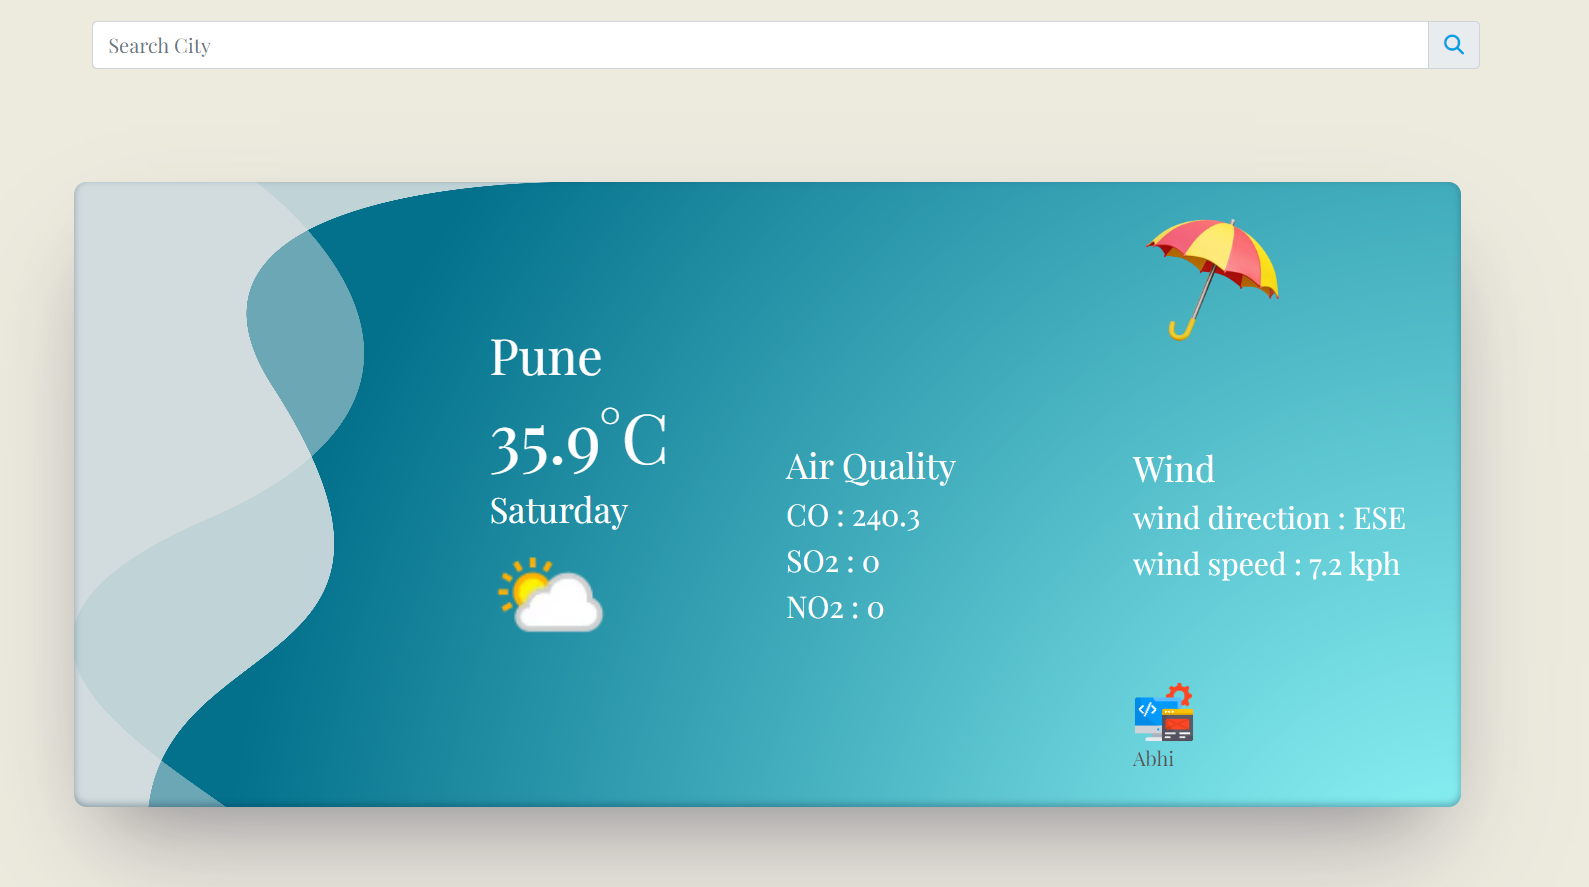 Search City
Pune
35.9°C
Saturday
Air Quality
CO : 240.3
SO2 : 0
NO2 : 0
Wind
wind direction : ESE
wind speed : 7.2 kph
</>
Abhi